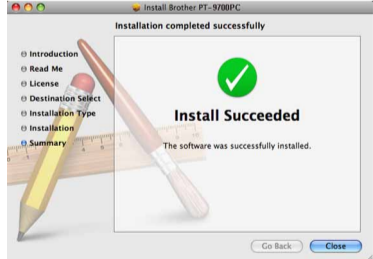 Install Brother PT-9700PC
Installation completed successfully
Introduction
Read Me
License
Destination Select
Installation Type
Installation
Summary
Install Succeeded
The software was successfully installed.
Go Back
Close